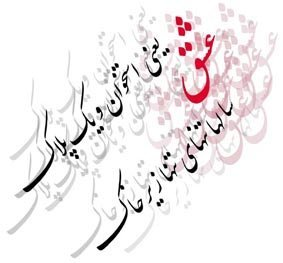 عشق یعنی استخوان و یک پلاک
سالها تنهای تنها زیر خاک